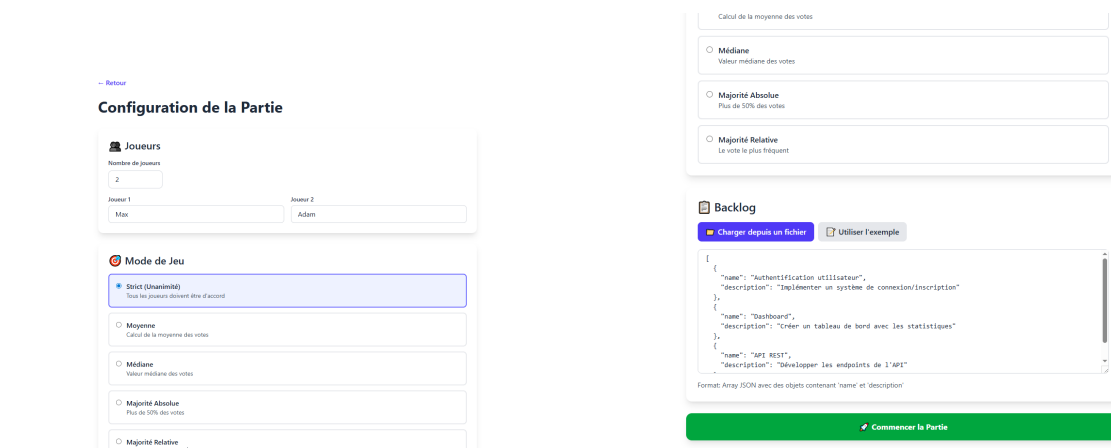 ← Retour
Configuration de la Partie
Joueurs
Nombre de joueurs
2
Joueur 1
Joueur 2
Max
Adam
Mode de Jeu
Strict (Unanimité)
Tous les joueurs doivent être d'accord
Moyenne
Calcul de la moyenne des votes
Médiane
Valeur médiane des votes
Majorité Absolue
Plus de 50% des votes
Majorité Relative
Calcul de la moyenne des votes
Médiane
Valeur médiane des votes
Majorité Absolue
Plus de 50% des votes
Majorité Relative
Le vote le plus fréquent
Backlog
Charger depuis un fichier
Utiliser l'exemple
[
{
"name": "Authentification utilisateur",
"description": "Implémenter un système de connexion/inscription"
},
{
"name": "Dashboard",
"description": "Créer un tableau de bord avec les statistiques"
},
{
"name": "API REST",
"description": "Développer les endpoints de l'API"
Format: Array JSON avec des objets contenant 'name' et 'description'
Commencer la Partie